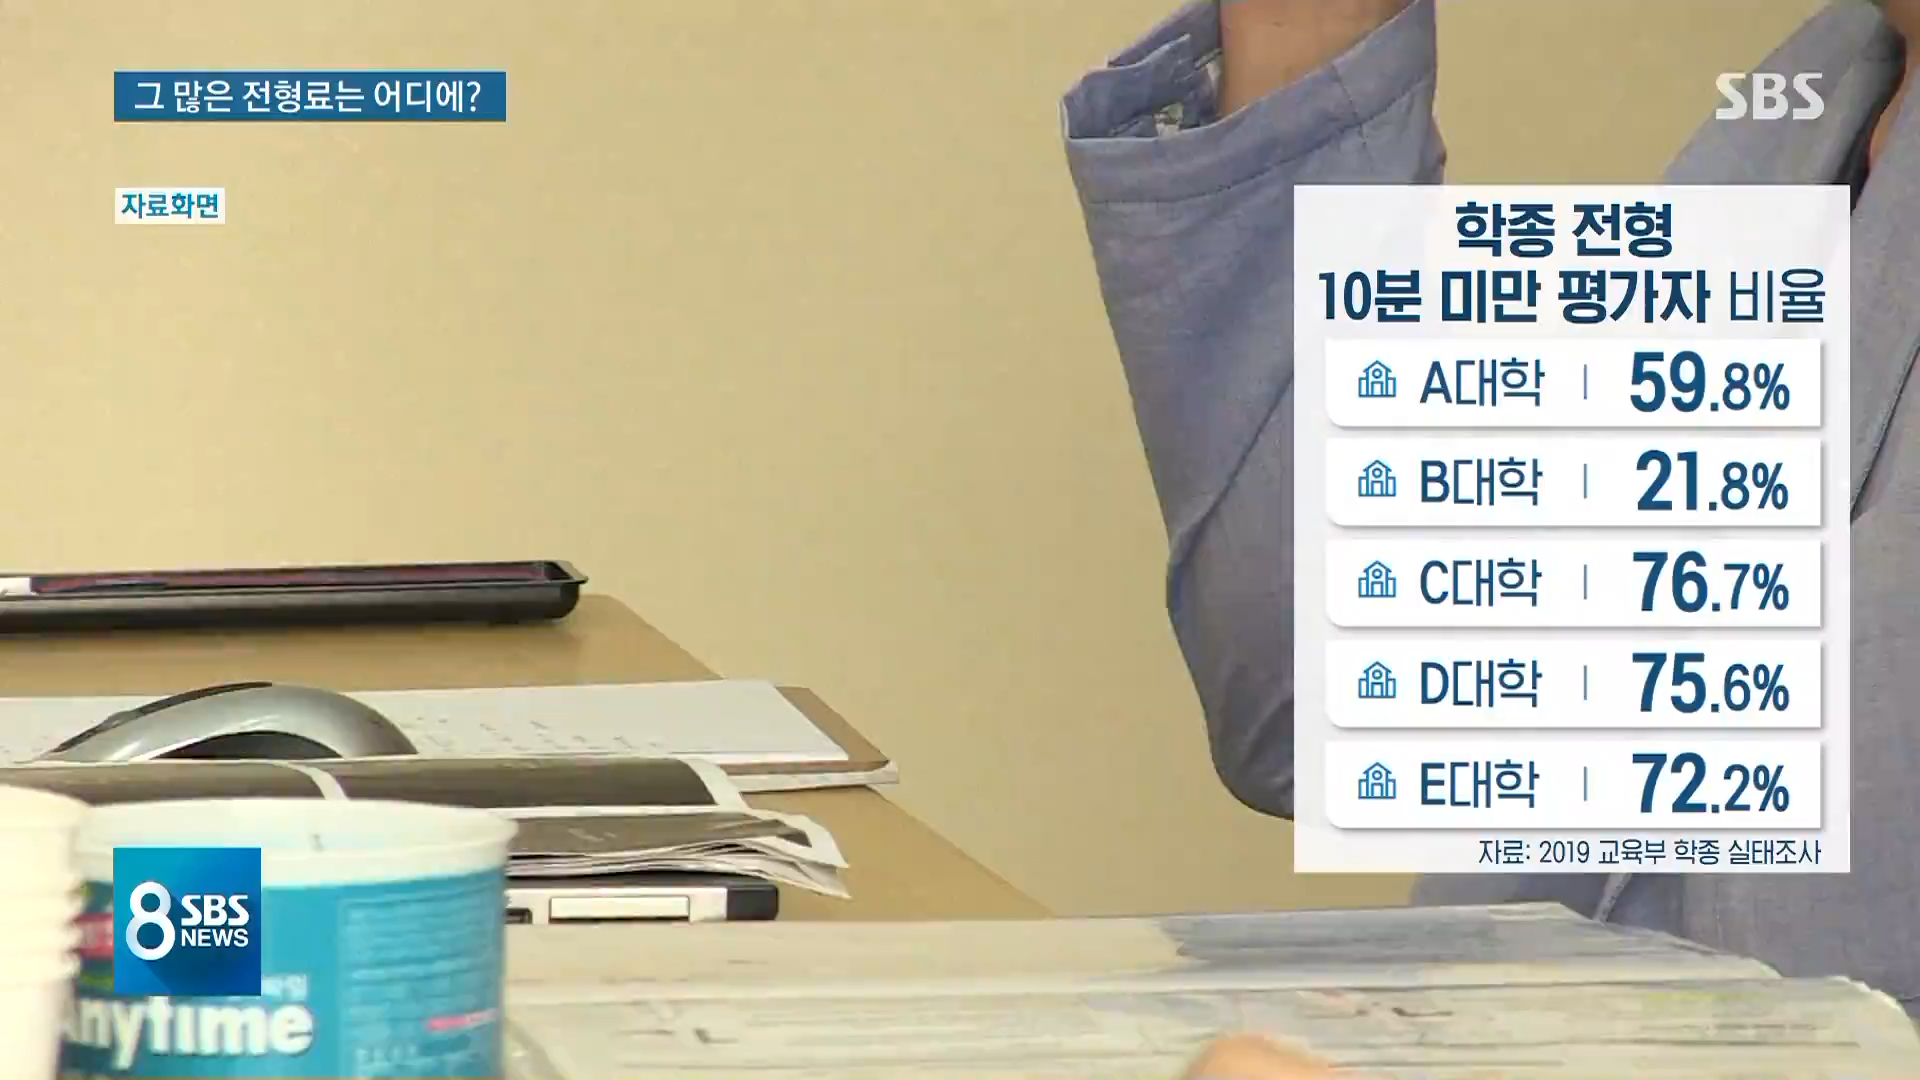 그 많은 전형료는 어디에?
SBS
자료화면
학종 전형
10분 미만 평가자 비율
A대학 | 59.8%
B대학 | 21.8%
C대학 | 76.7%
D대학 | 75.6%
E대학 | 72.2%
자료: 2019 교육부 학종 실태조사
8 SBS NEWS
Anytime